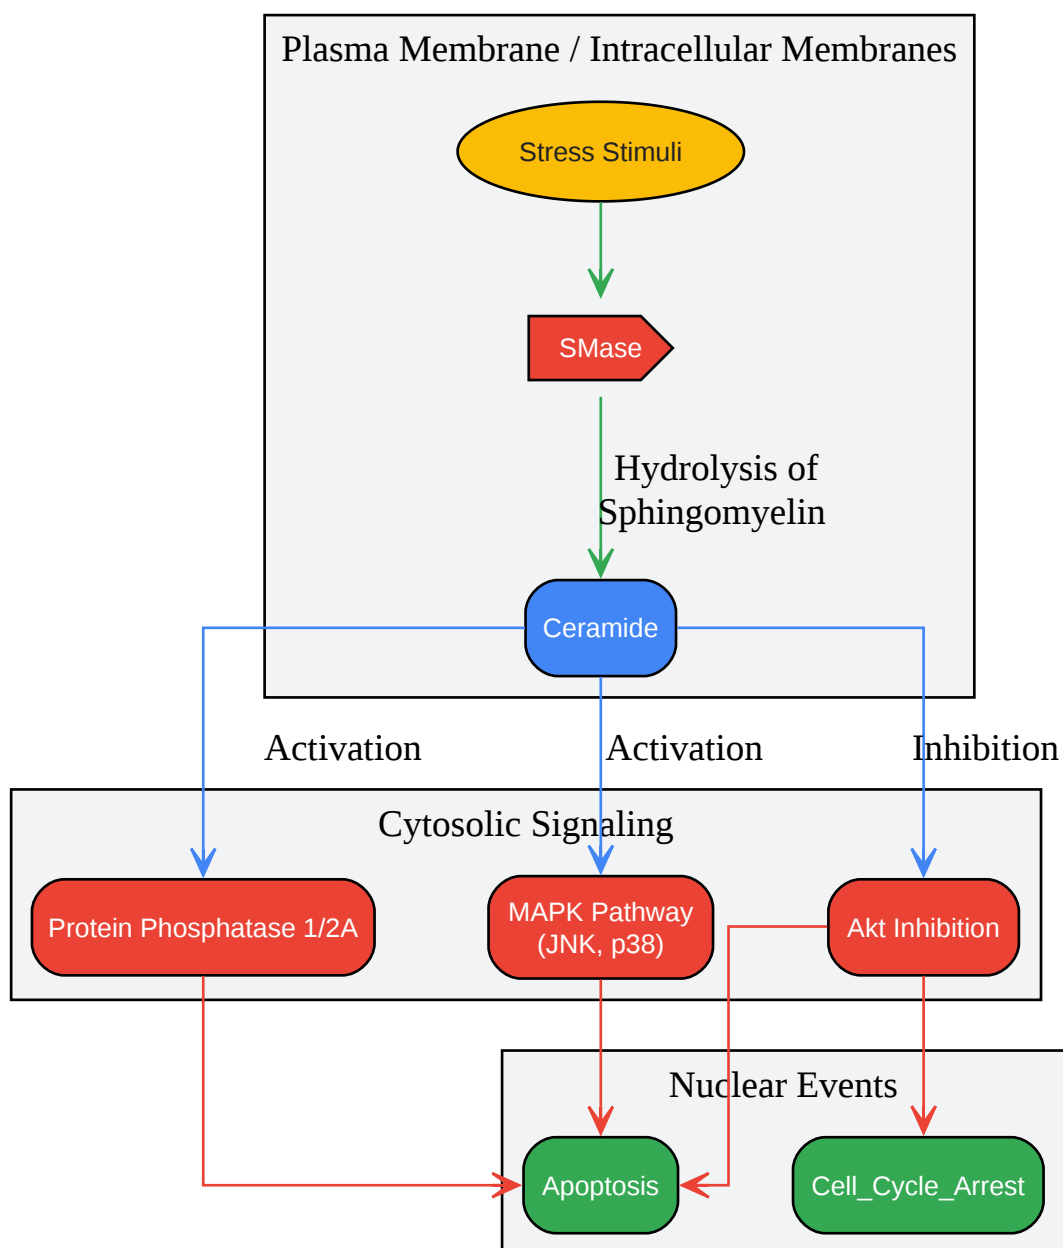 Plasma Membrane / Intracellular Membranes
Stress Stimuli
SMase
Hydrolysis of
Sphingomyelin
Ceramide
Activation
Activation
Inhibition
Cytosolic Signaling
Protein Phosphatase 1/2A
MAPK Pathway
(JNK, p38)
Akt Inhibition
Nuclear Events
Apoptosis
Cell_Cycle_Arrest